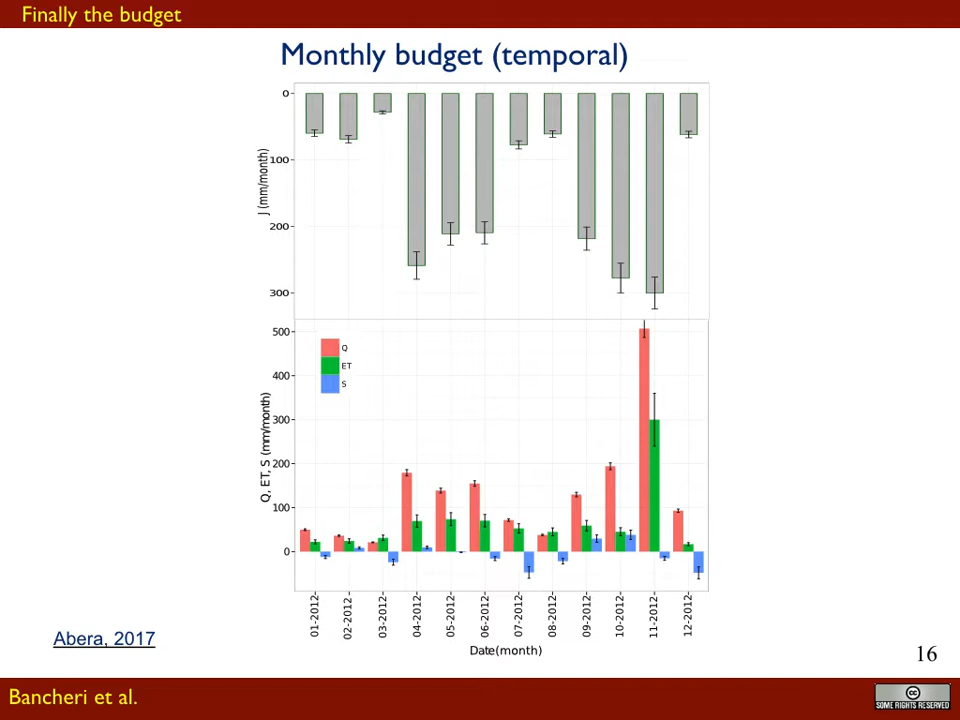 Finally the budget
Monthly budget (temporal)
0
100
200
300
J (mm/month)
500
400
300
200
100
0
Q, ET, S (mm/month)
Q
ET
S
01-2012
02-2012
03-2012
04-2012
05-2012
06-2012
07-2012
08-2012
09-2012
10-2012
11-2012
12-2012
Date(month)
Abera, 2017
16
Bancheri et al.
cc
SOME RIGHTS RESERVED